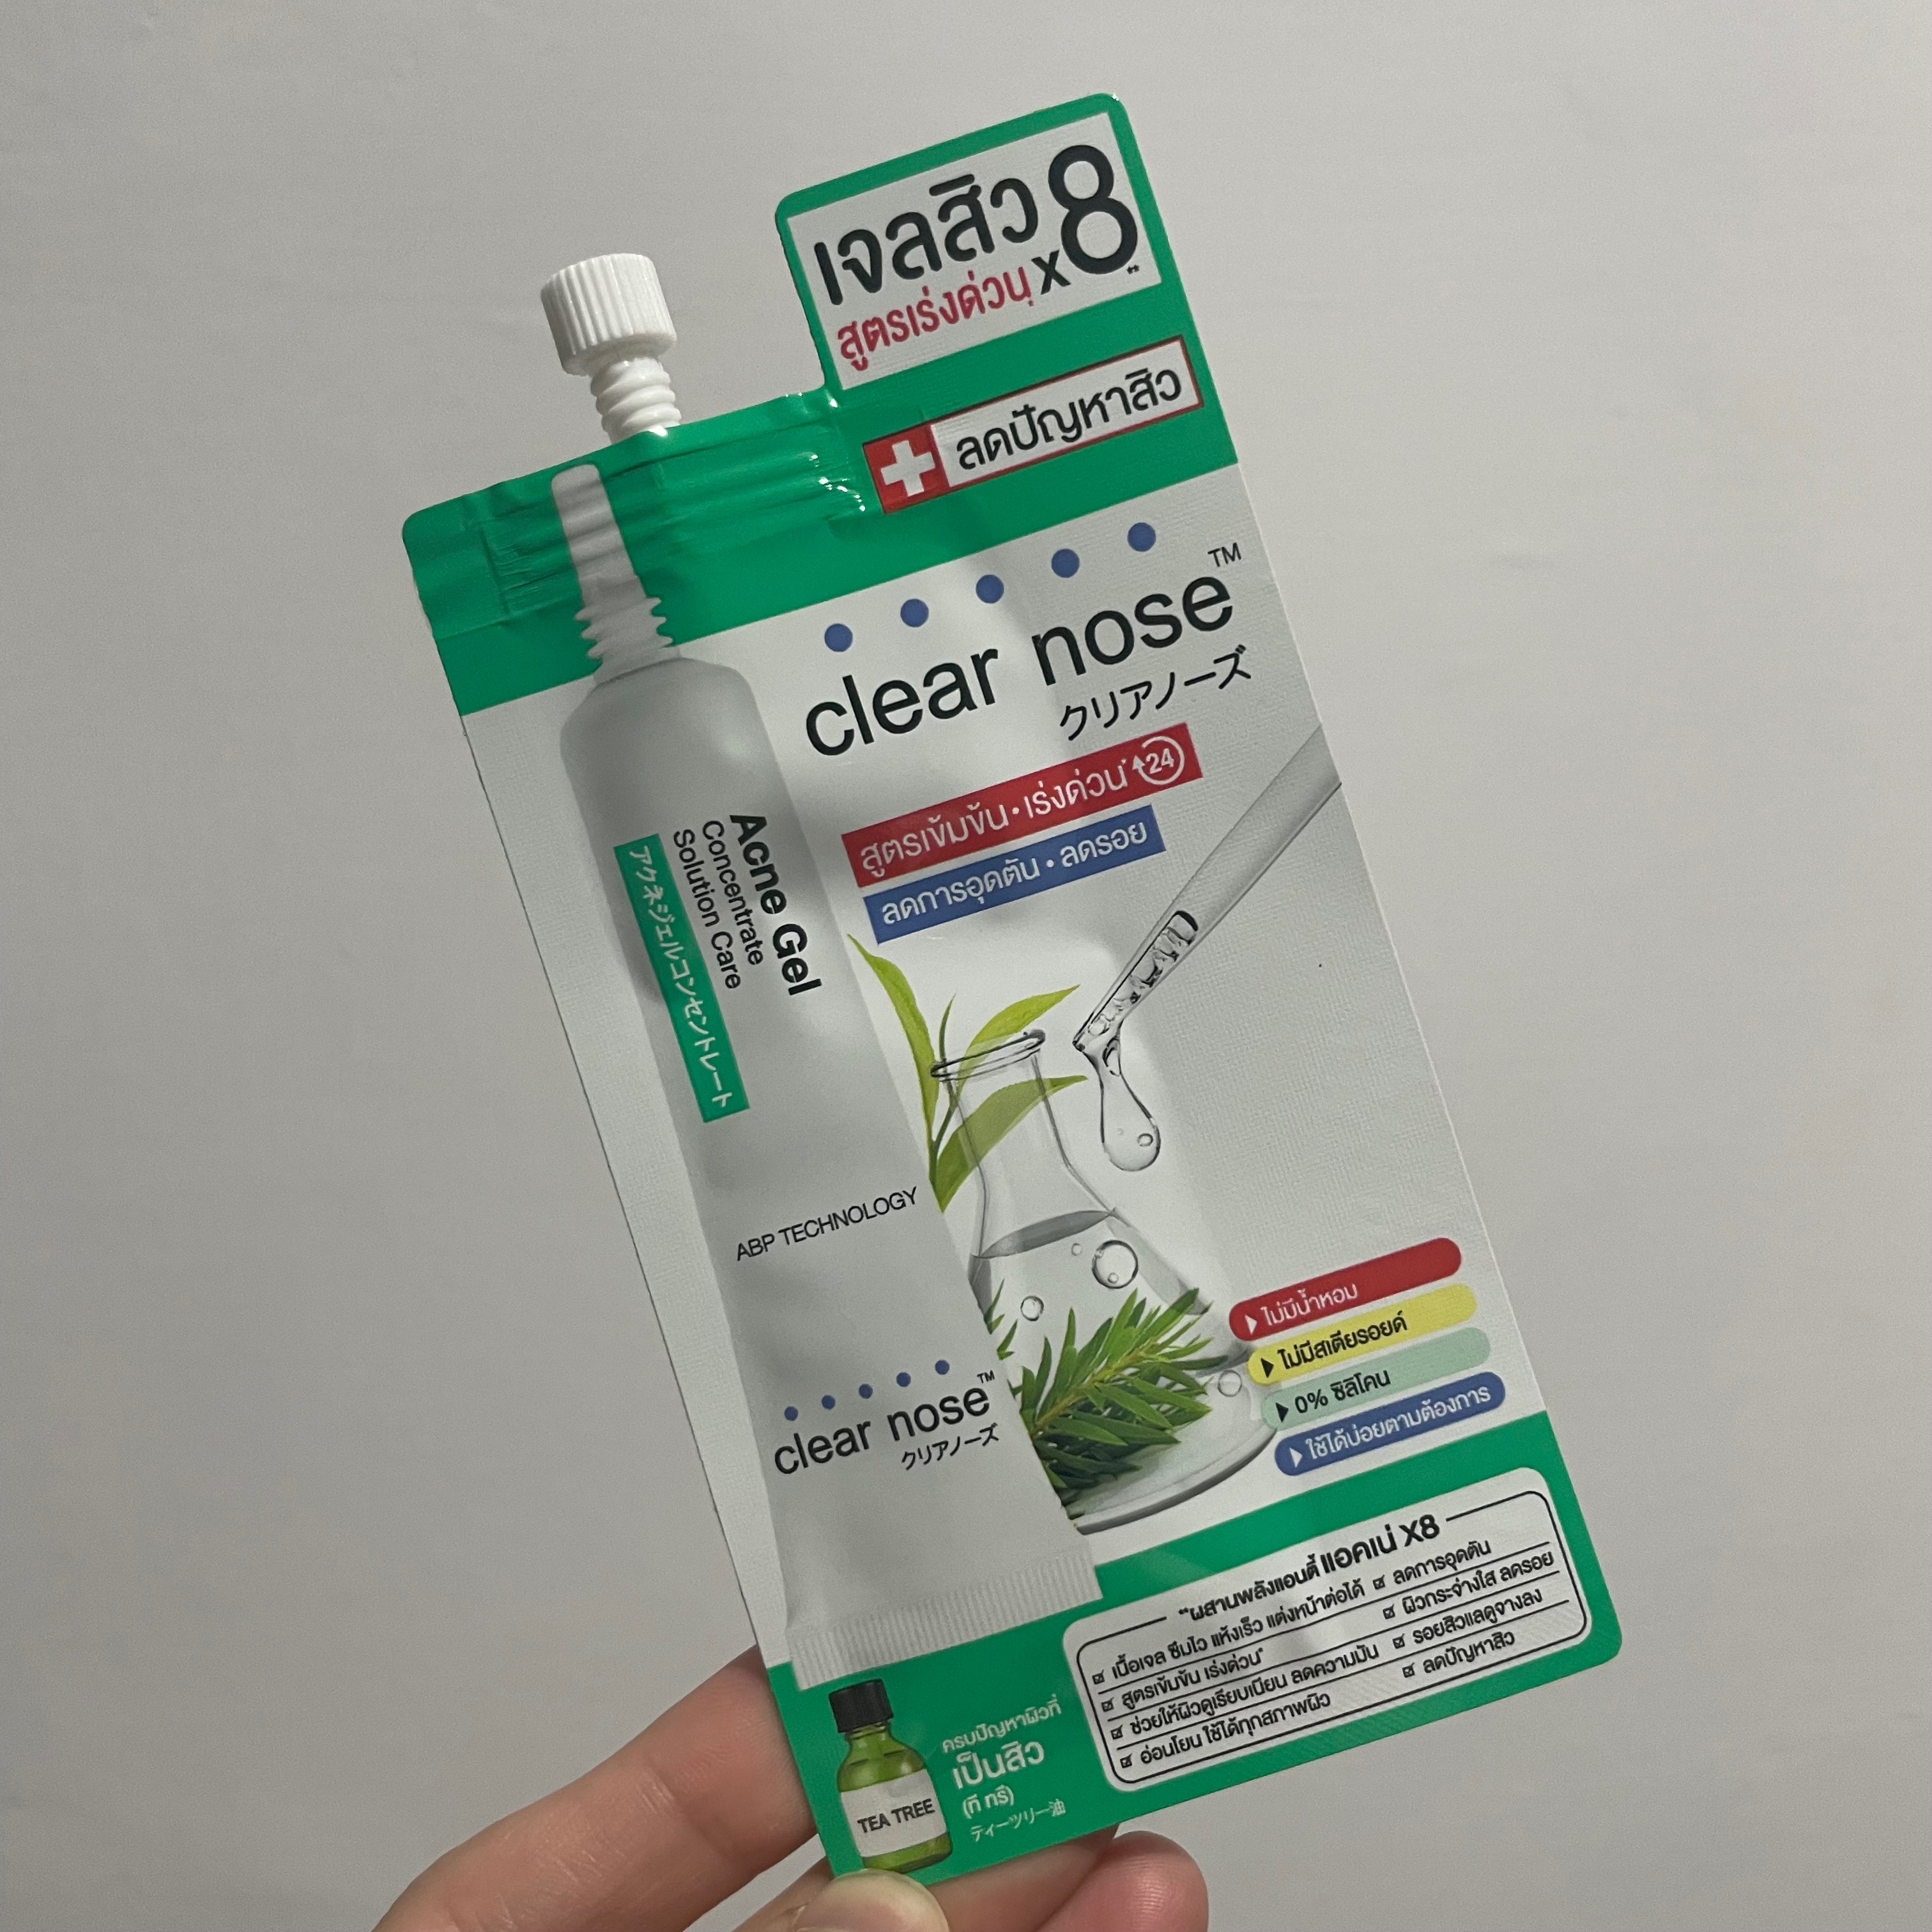 เจลสิว x8**
สูตรเร่งด่วน
ลดปัญหาสิว
clear nose™
クリアノーズ
สูตรเข้มข้น•เร่งด่วน* 24
ลดการอุดตัน • ลดรอย
Acne Gel
Concentrate
Solution Care
アクネジェルコンセントレート
ABP TECHNOLOGY
clear nose™
クリアノーズ
ไม่มีน้ำหอม
ไม่มีสเตียรอยด์
0% ซิลิโคน
ใช้ได้บ่อยตามต้องการ
**ผสานพลังแอนตี้ แอคเน่ X8
☑ เนื้อเจล ซึมไว แห้งเร็ว แต่งหน้าต่อได้ ☑ ลดการอุดตัน
☑ สูตรเข้มข้น เร่งด่วน* ☑ ผิวกระจ่างใส ลดรอย
☑ ช่วยให้ผิวดูเรียบเนียน ลดความมัน ☑ รอยสิวแลดูจางลง
☑ อ่อนโยน ใช้ได้ทุกสภาพผิว ☑ ลดปัญหาสิว
TEA TREE
ครบปัญหาผิวที่
เป็นสิว
(ที ทรี)
ティーツリー油